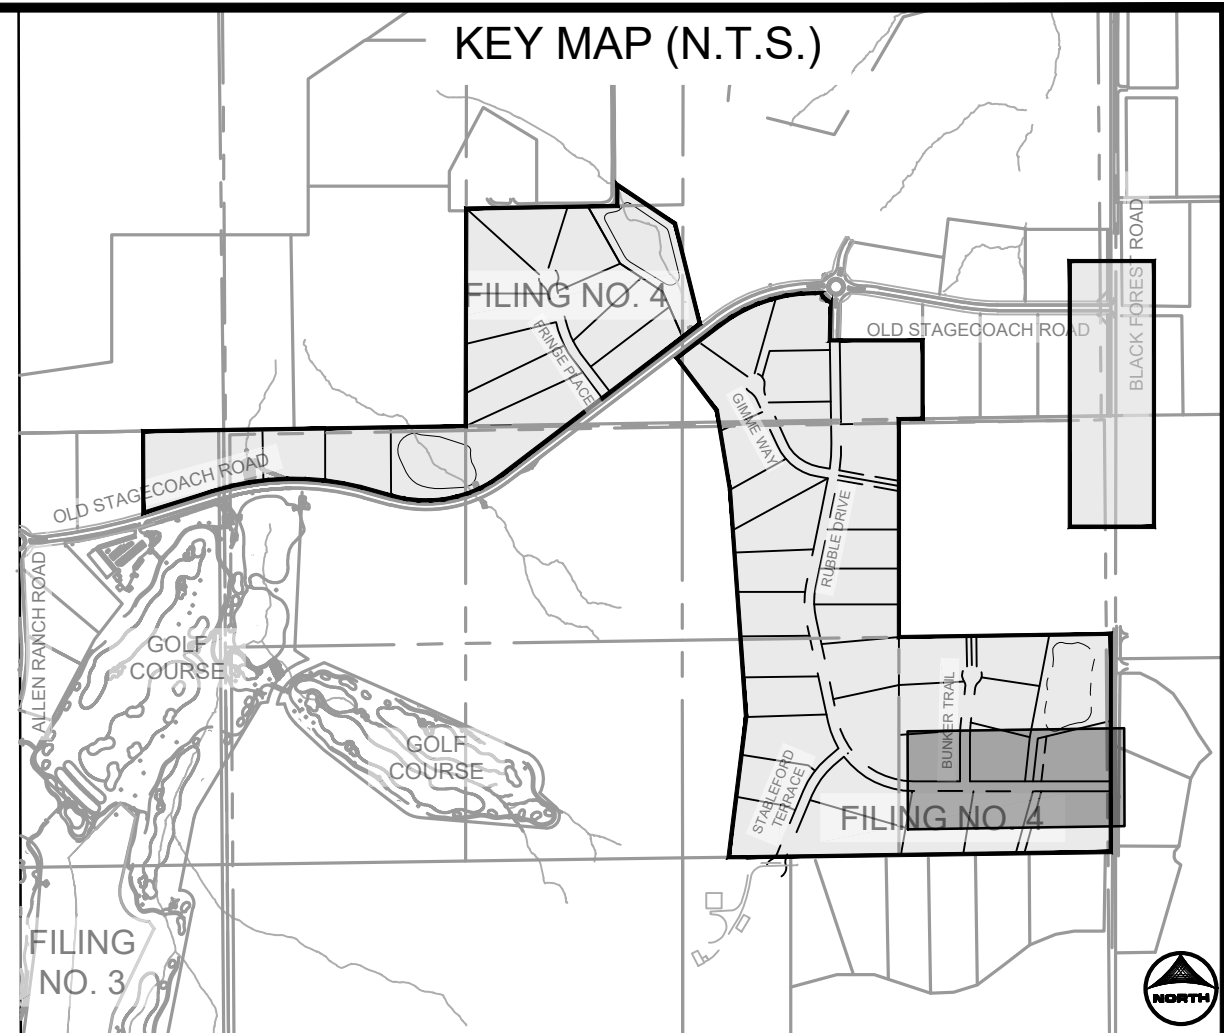 KEY MAP (N.T.S.)
BLACK FOREST ROAD
FILING NO. 4
OLD STAGECOACH ROAD
FRINGE PLACE
GIMME WAY
OLD STAGECOACH ROAD
RUBBLE DRIVE
ALLEN RANCH ROAD
GOLF
COURSE
BUNKER TRAIL
GOLF
COURSE
STABLEFORD
TERRACE
FILING NO. 4
FILING
NO. 3
NORTH